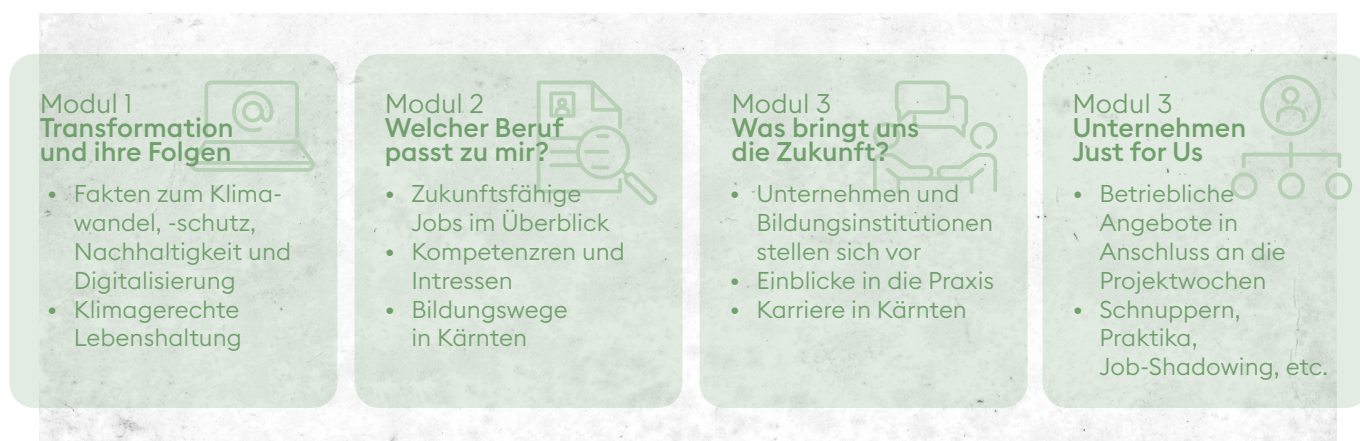 Modul 1
Transformation
und ihre Folgen
• Fakten zum Klima-
wandel, -schutz,
Nachhaltigkeit und
Digitalisierung
• Klimagerechte
Lebenshaltung
Modul 2
Welcher Beruf
passt zu mir?
• Zukunftsfähige
Jobs im Überblick
• Kompetenzren und
Intressen
• Bildungswege
in Kärnten
Modul 3
Was bringt uns
die Zukunft?
• Unternehmen und
Bildungsinstitutionen
stellen sich vor
• Einblicke in die Praxis
• Karriere in Kärnten
Modul 3
Unternehmen
Just for Us
• Betriebliche
Angebote in
Anschluss an die
Projektwochen
• Schnuppern,
Praktika,
Job-Shadowing, etc.